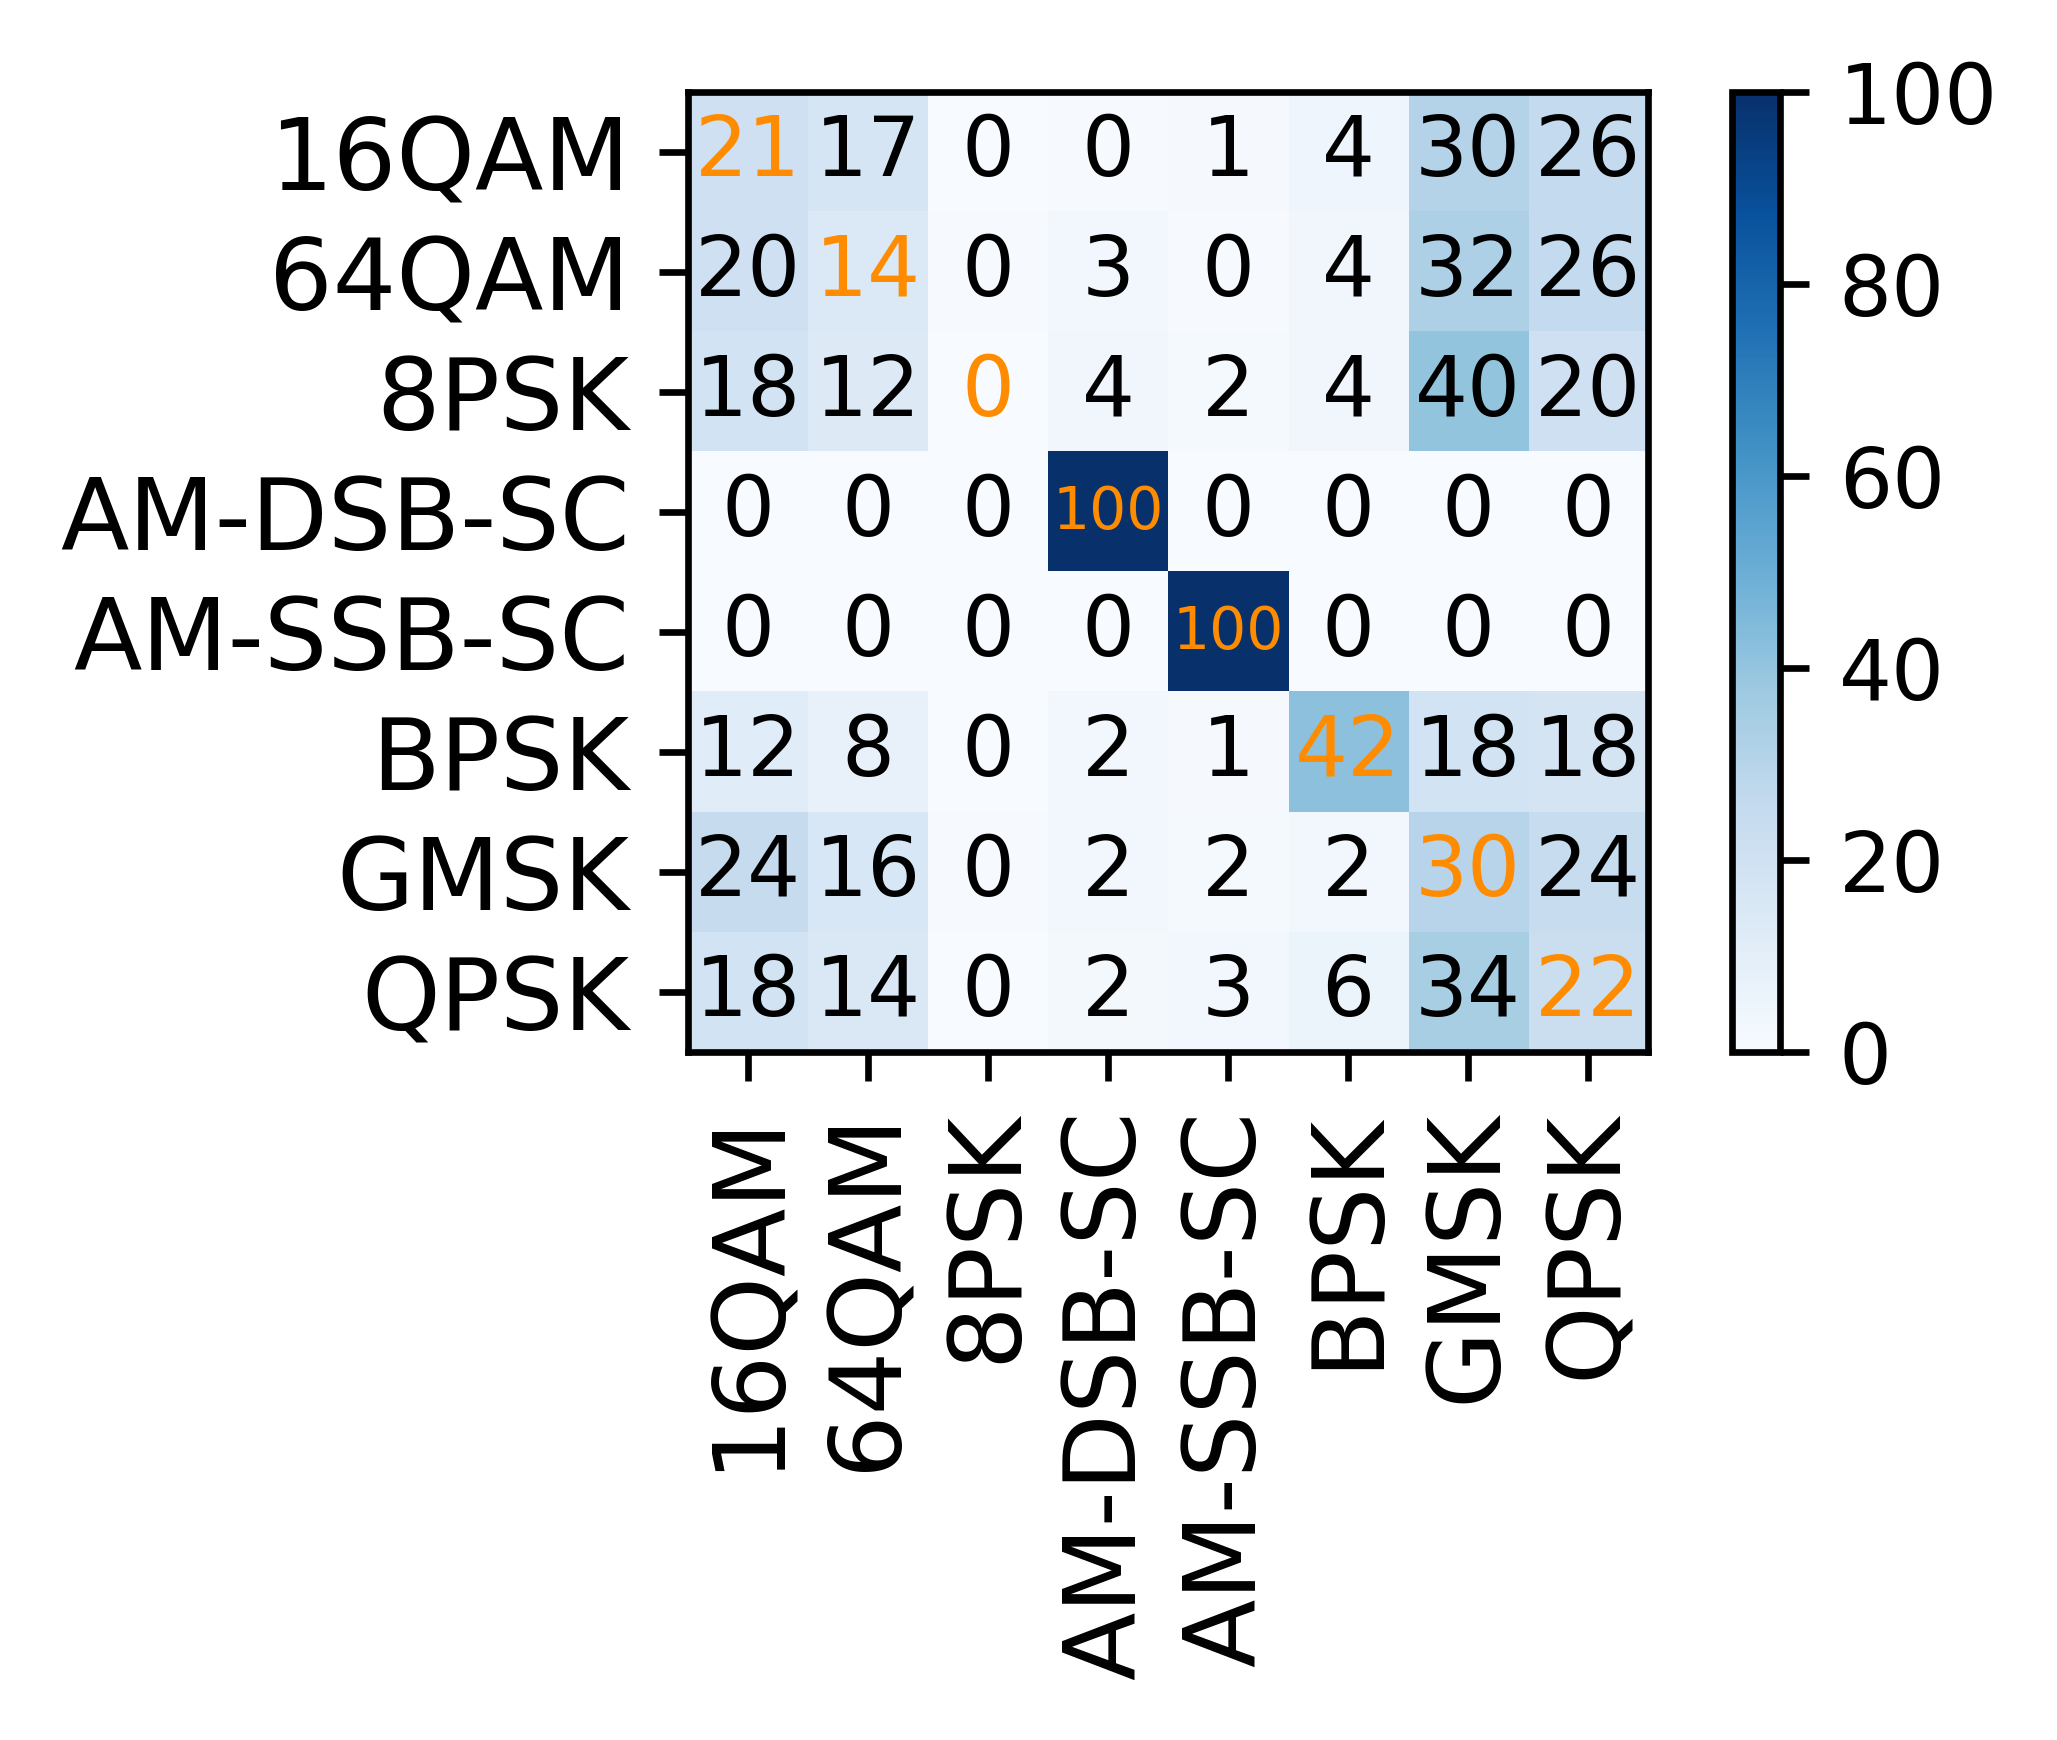 16QAM 21 17 0 0 1 4 30 26
64QAM 20 14 0 3 0 4 32 26
8PSK 18 12 0 4 2 4 40 20
AM-DSB-SC 0 0 0 100 0 0 0 0
AM-SSB-SC 0 0 0 0 100 0 0 0
BPSK 12 8 0 2 1 42 18 18
GMSK 24 16 0 2 2 2 30 24
QPSK 18 14 0 2 3 6 34 22
16QAM
64QAM
8PSK
AM-DSB-SC
AM-SSB-SC
BPSK
GMSK
QPSK
100
80
60
40
20
0